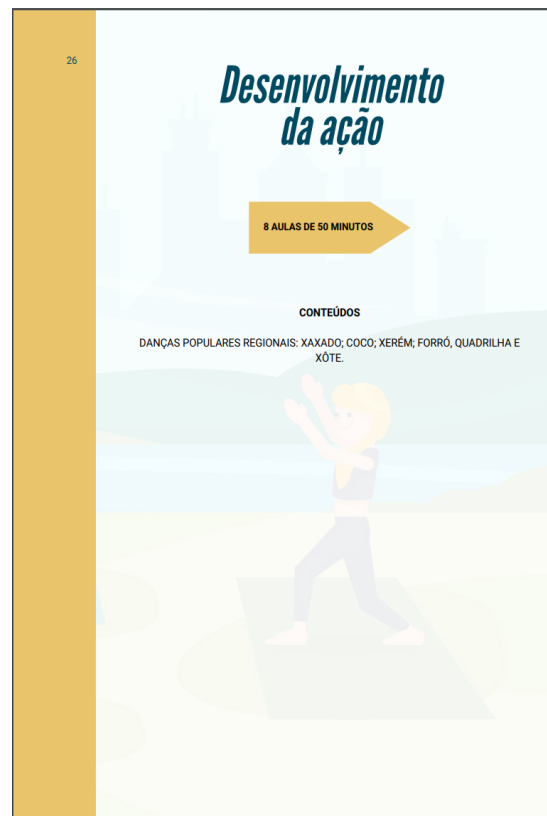 26
Desenvolvimento
da ação
8 AULAS DE 50 MINUTOS
CONTEÚDOS
DANÇAS POPULARES REGIONAIS: XAXADO; COCO; XERÉM; FORRÓ, QUADRILHA E
XÔTE.